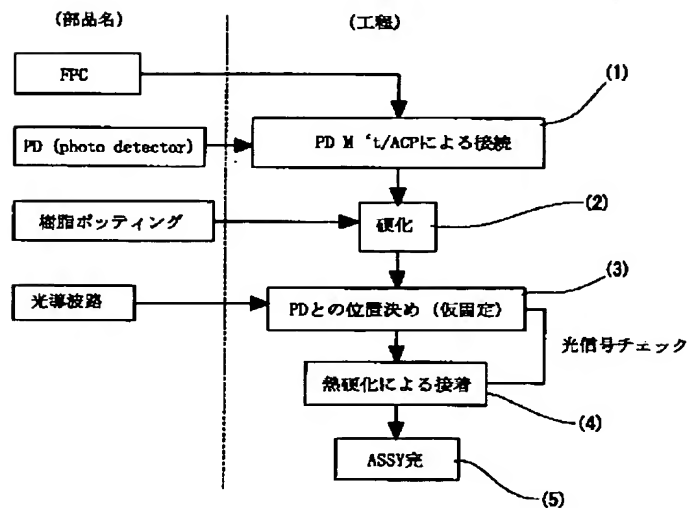 (部品名)
(工程)
FPC
(1)
PD (photo detector)
PD M‘t/ACPによる接続
樹脂ポッティング
硬化
(2)
光導波路
PDとの位置決め (仮固定)
(3)
光信号チェック
熱硬化による接着
(4)
ASSY完
(5)